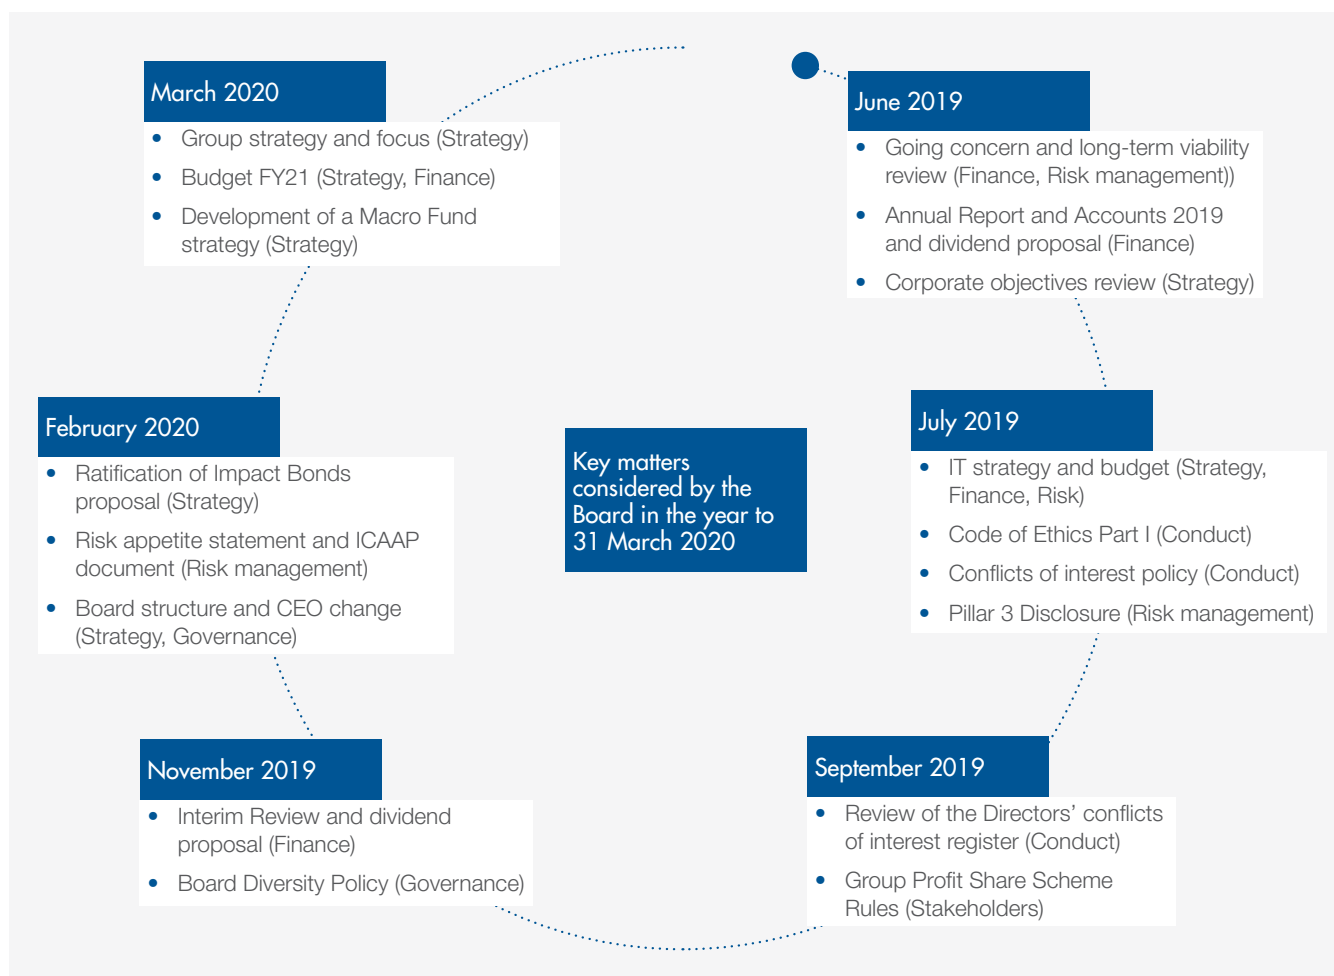 June 2019
• Going concern and long-term viability
review (Finance, Risk management))
• Annual Report and Accounts 2019
and dividend proposal (Finance)
• Corporate objectives review (Strategy)
July 2019
• IT strategy and budget (Strategy,
Finance, Risk)
• Code of Ethics Part I (Conduct)
• Conflicts of interest policy (Conduct)
• Pillar 3 Disclosure (Risk management)
September 2019
• Review of the Directors’ conflicts
of interest register (Conduct)
• Group Profit Share Scheme
Rules (Stakeholders)
November 2019
• Interim Review and dividend
proposal (Finance)
• Board Diversity Policy (Governance)
February 2020
• Ratification of Impact Bonds
proposal (Strategy)
• Risk appetite statement and ICAAP
document (Risk management)
• Board structure and CEO change
(Strategy, Governance)
March 2020
• Group strategy and focus (Strategy)
• Budget FY21 (Strategy, Finance)
• Development of a Macro Fund
strategy (Strategy)
Key matters
considered by the
Board in the year to
31 March 2020